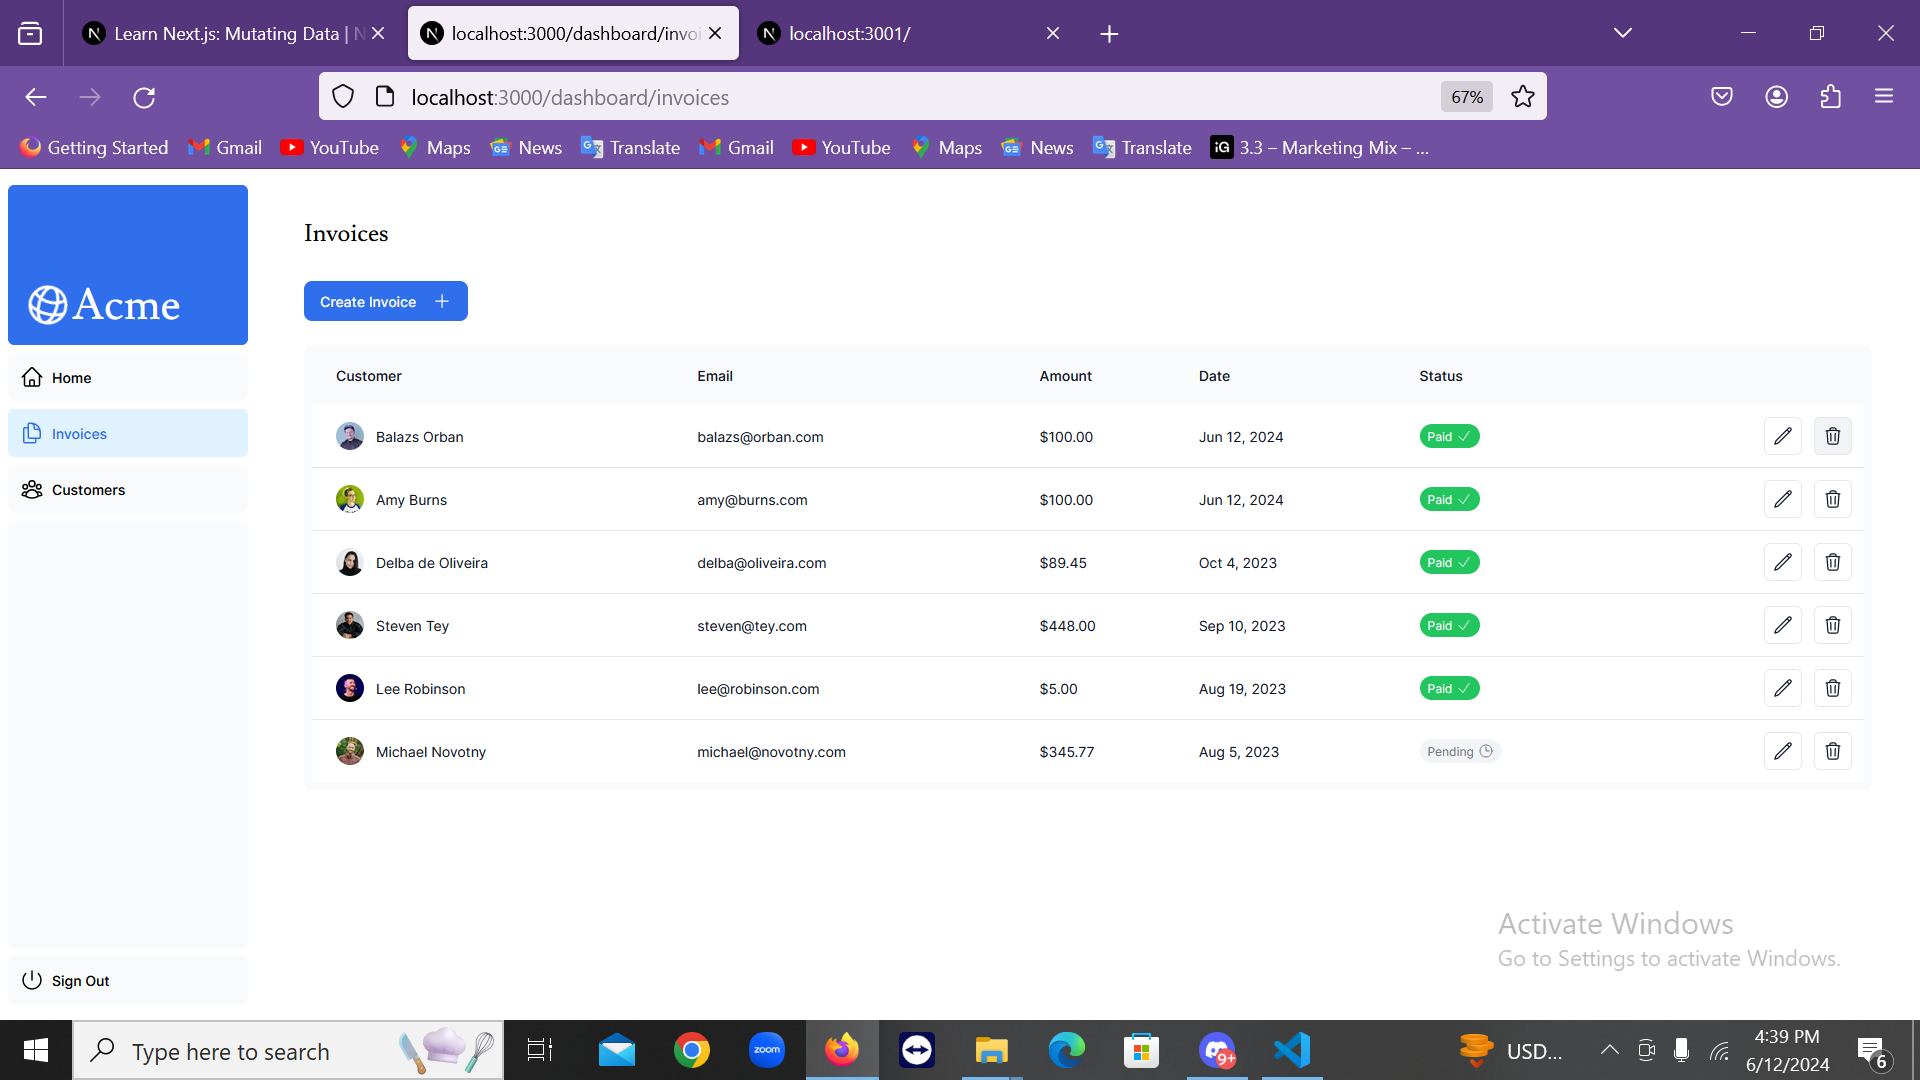 Learn Next.js: Mutating Data |
localhost:3000/dashboard/invoi
localhost:3001/
localhost:3000/dashboard/invoices
67%
Getting Started
Gmail
YouTube
Maps
News
Translate
Gmail
YouTube
Maps
News
Translate
iG
3.3 – Marketing Mix – ...
Acme
Home
Invoices
Customers
Sign Out
Invoices
Create Invoice
Customer Email Amount Date Status
Balazs Orban balazs@orban.com $100.00 Jun 12, 2024 Paid
Amy Burns amy@burns.com $100.00 Jun 12, 2024 Paid
Delba de Oliveira delba@oliveira.com $89.45 Oct 4, 2023 Paid
Steven Tey steven@tey.com $448.00 Sep 10, 2023 Paid
Lee Robinson lee@robinson.com $5.00 Aug 19, 2023 Paid
Michael Novotny michael@novotny.com $345.77 Aug 5, 2023 Pending
Activate Windows
Go to Settings to activate Windows.
Type here to search
zoom
9+
USD...
4:39 PM
6/12/2024
6